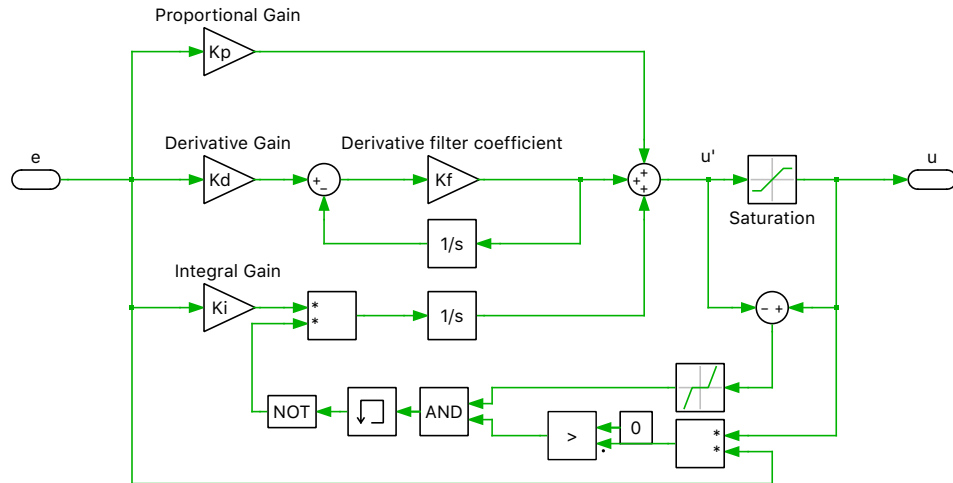 Proportional Gain
Kp
Derivative Gain
Derivative filter coefficient
e
Kd
+
−
Kf
+
+
+
u'
u
1/s
Saturation
Integral Gain
Ki
*
*
1/s
− +
NOT
AND
>
0
*
*